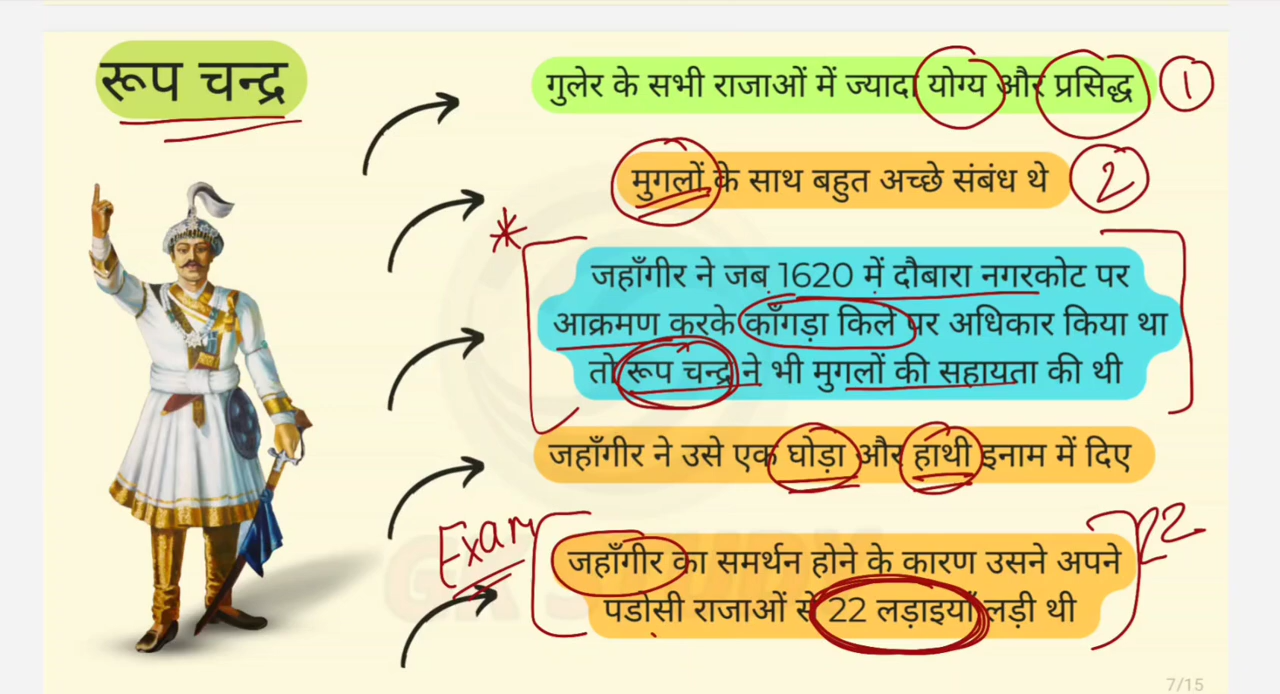 रूप चन्द्र
गुलेर के सभी राजाओं में ज्यादा योग्य और प्रसिद्ध 1
मुगलों के साथ बहुत अच्छे संबंध थे 2
*
जहाँगीर ने जब 1620 में दौबारा नगरकोट पर
आक्रमण करके काँगड़ा किले पर अधिकार किया था
तो रूप चन्द्र ने भी मुगलों की सहायता की थी
जहाँगीर ने उसे एक घोड़ा और हाथी इनाम में दिए
Exam
जहाँगीर का समर्थन होने के कारण उसने अपने
पडोसी राजाओं से 22 लड़ाइयाँ लड़ी थी
22
7/15